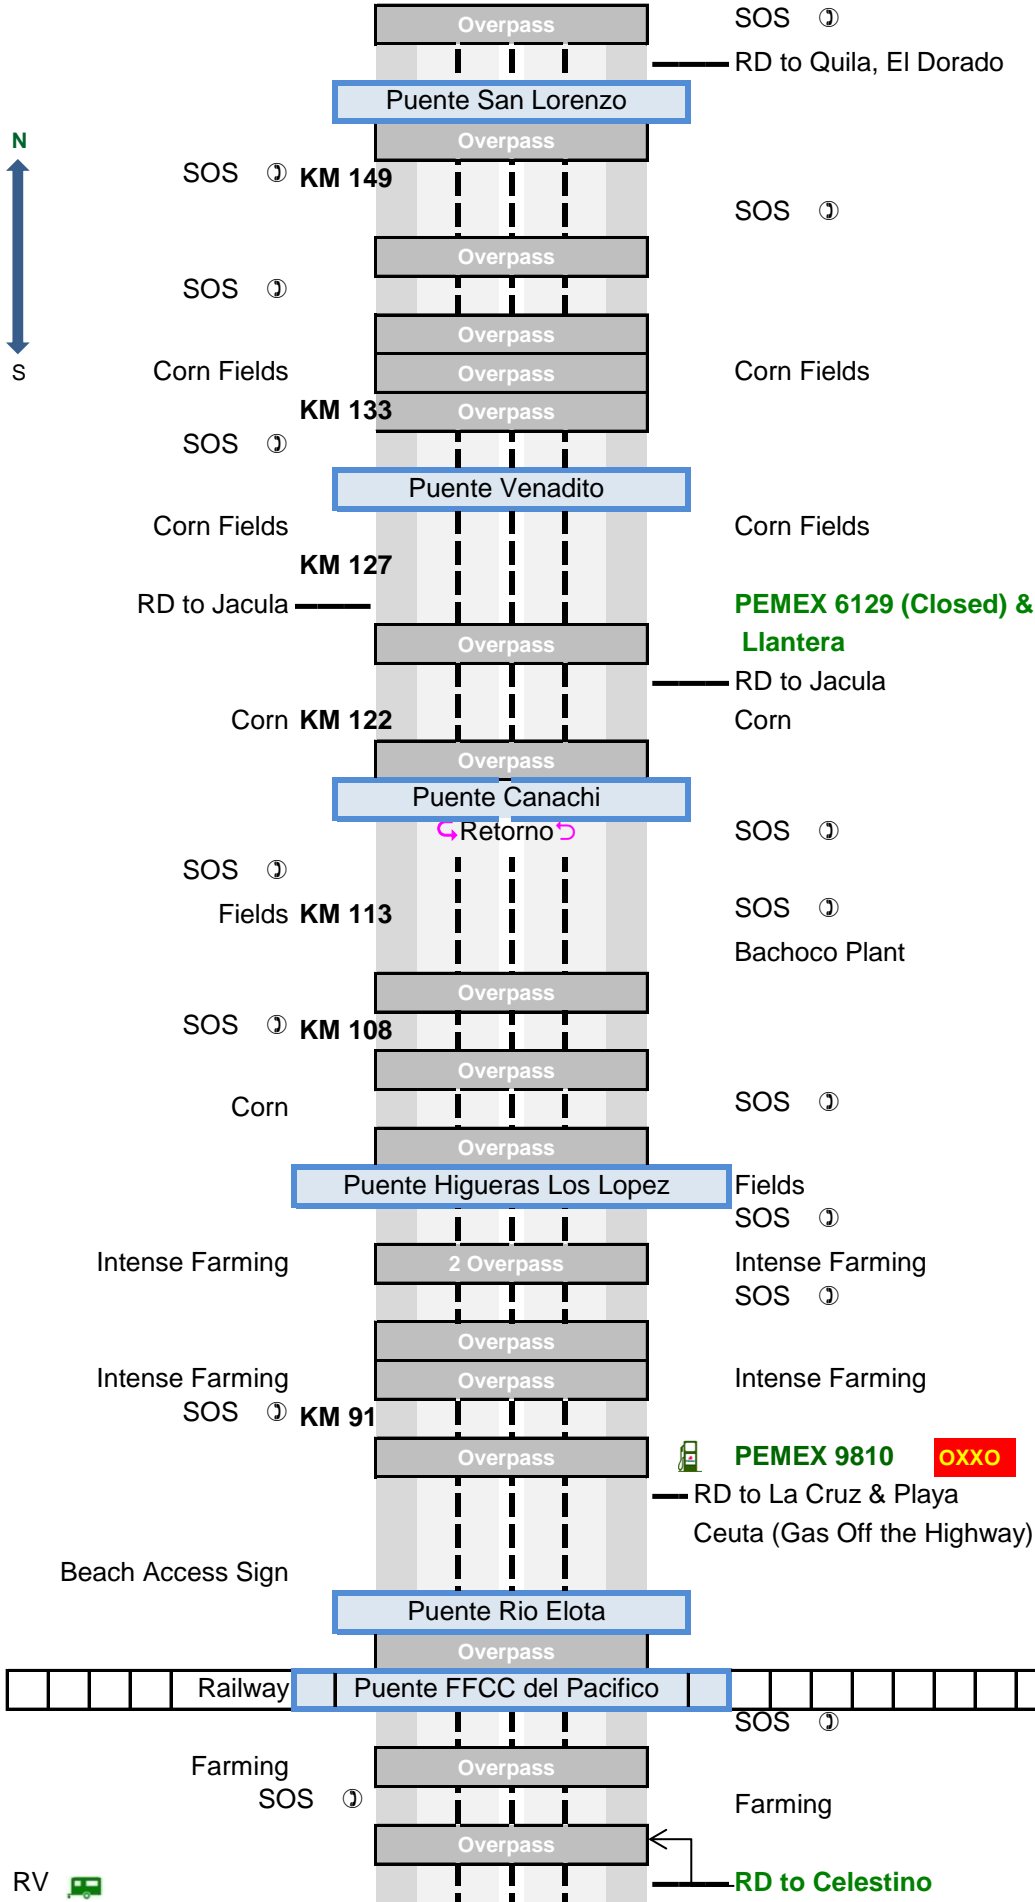 Overpass
SOS ✆
RD to Quila, El Dorado
Puente San Lorenzo
N
Overpass
SOS ✆ KM 149
SOS ✆
Overpass
SOS ✆
Overpass
S
Corn Fields
Overpass
Corn Fields
KM 133
Overpass
SOS ✆
Puente Venadito
Corn Fields
Corn Fields
KM 127
RD to Jacula
PEMEX 6129 (Closed) &
Llantera
Overpass
RD to Jacula
Corn KM 122
Corn
Overpass
Puente Canachi
Retorno
SOS ✆
SOS ✆
Fields KM 113
SOS ✆
Bachoco Plant
Overpass
SOS ✆ KM 108
Overpass
Corn
SOS ✆
Overpass
Puente Higueras Los Lopez
Fields
SOS ✆
Intense Farming
2 Overpass
Intense Farming
SOS ✆
Overpass
Intense Farming
Overpass
Intense Farming
SOS ✆ KM 91
Overpass
PEMEX 9810
OXXO
RD to La Cruz & Playa
Ceuta (Gas Off the Highway)
Beach Access Sign
Puente Rio Elota
Overpass
Railway
Puente FFCC del Pacifico
SOS ✆
Farming
Overpass
SOS ✆
Farming
Overpass
RV
RD to Celestino